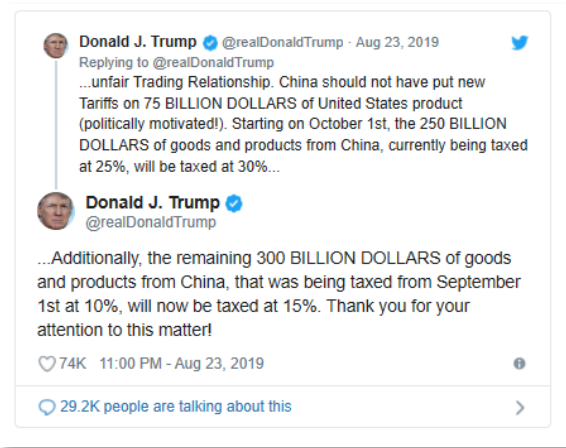 Donald J. Trump @realDonaldTrump · Aug 23, 2019
Replying to @realDonaldTrump
...unfair Trading Relationship. China should not have put new
Tariffs on 75 BILLION DOLLARS of United States product
(politically motivated!). Starting on October 1st, the 250 BILLION
DOLLARS of goods and products from China, currently being taxed
at 25%, will be taxed at 30%...
Donald J. Trump
@realDonaldTrump
...Additionally, the remaining 300 BILLION DOLLARS of goods
and products from China, that was being taxed from September
1st at 10%, will now be taxed at 15%. Thank you for your
attention to this matter!
74K 11:00 PM - Aug 23, 2019
29.2K people are talking about this